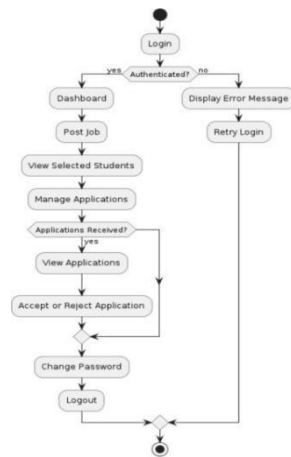 Login
Authenticated?
yes
no
Dashboard
Display Error Message
Post Job
Retry Login
View Selected Students
Manage Applications
Applications Received?
yes
View Applications
Accept or Reject Application
Change Password
Logout